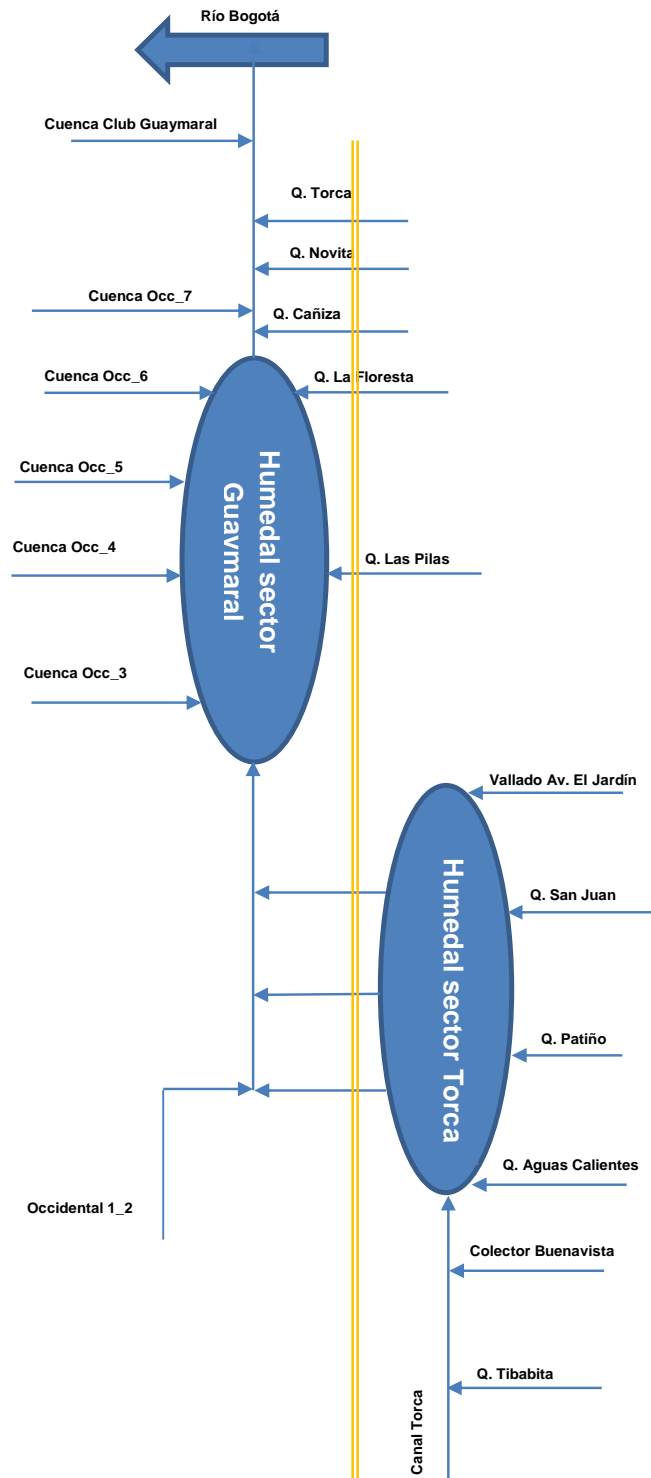 Río Bogotá
Cuenca Club Guaymaral
Q. Torca
Q. Novita
Cuenca Occ_7
Q. Cañiza
Cuenca Occ_6
Q. La Floresta
Cuenca Occ_5
Cuenca Occ_4
Q. Las Pilas
Humedal sector
Guaymaral
Cuenca Occ_3
Vallado Av. El Jardín
Q. San Juan
Humedal sector Torca
Q. Patiño
Q. Aguas Calientes
Occidental 1_2
Colector Buenavista
Q. Tibabita
Canal Torca